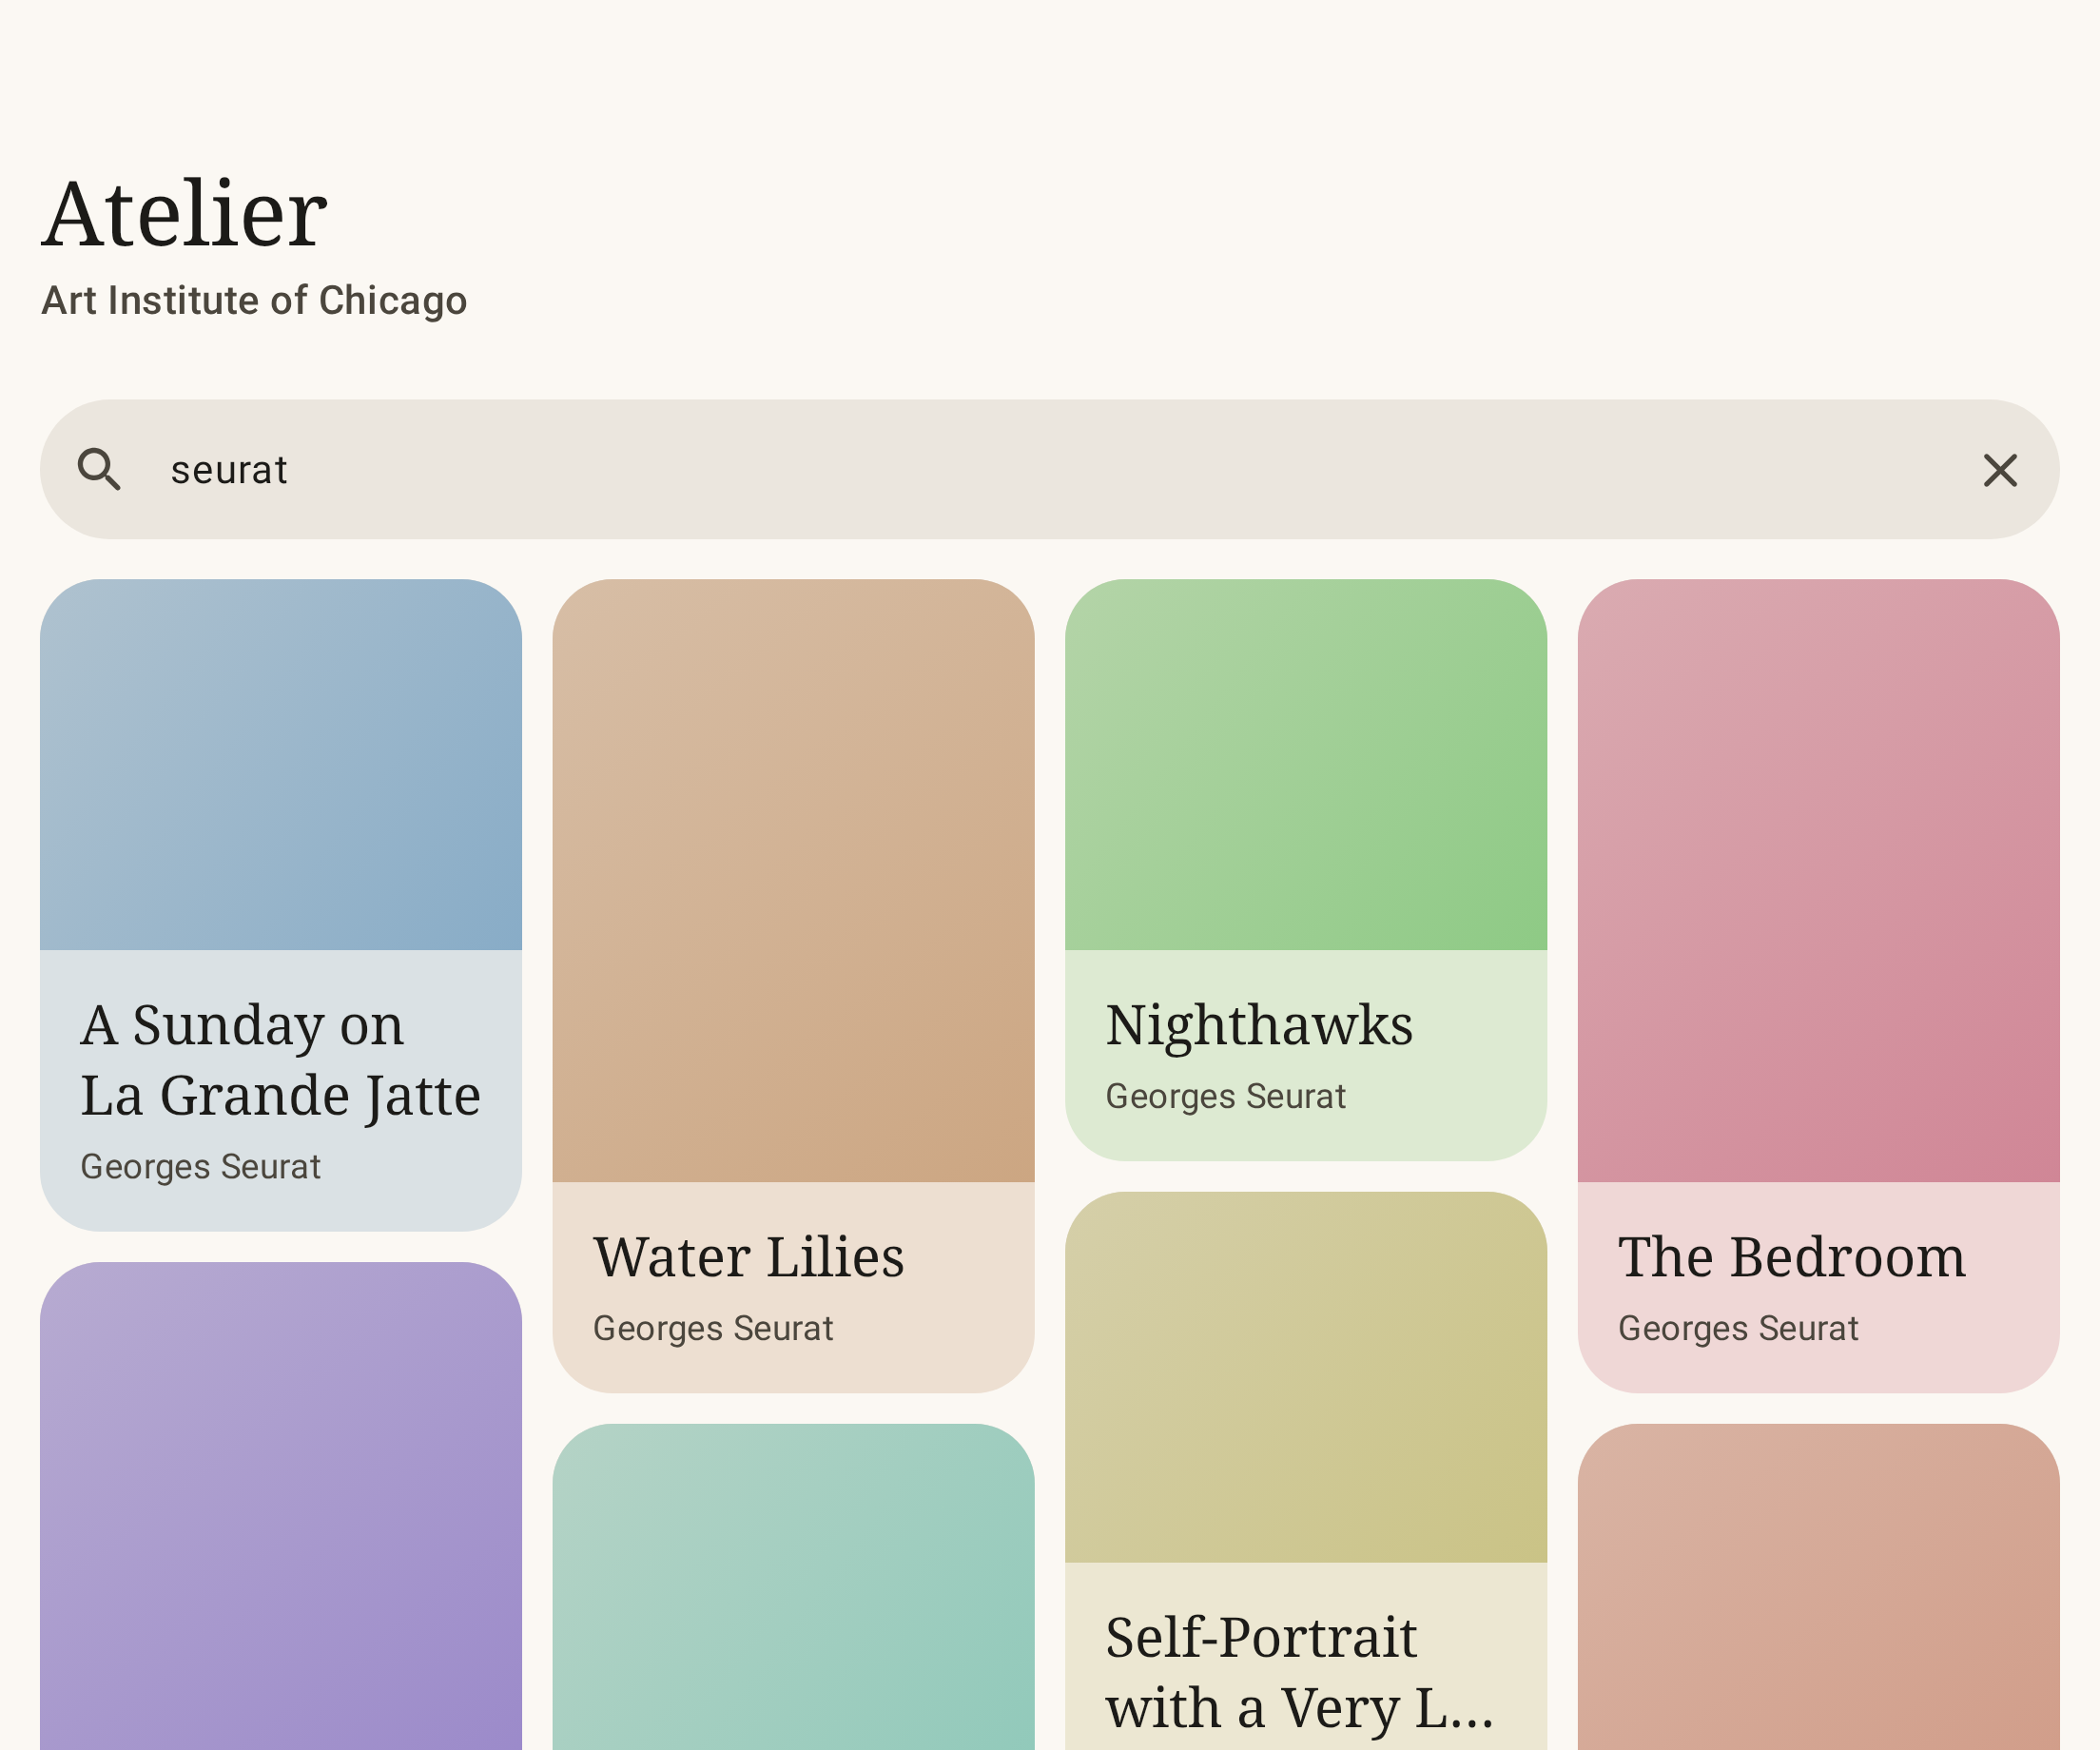 Atelier
Art Institute of Chicago
seurat
A Sunday on
La Grande Jatte
Georges Seurat
Water Lilies
Georges Seurat
Nighthawks
Georges Seurat
The Bedroom
Georges Seurat
Self-Portrait
with a Very L...